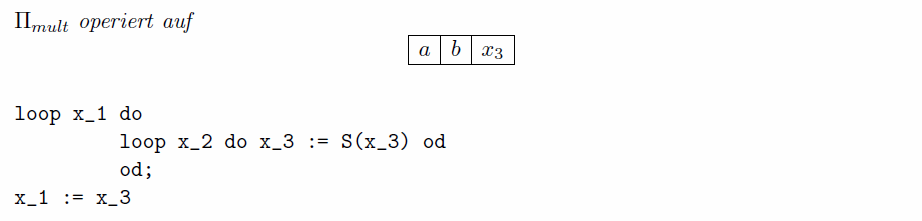 Π_mult operiert auf
a b x_3
loop x_1 do
loop x_2 do x_3 := S(x_3) od
od;
x_1 := x_3